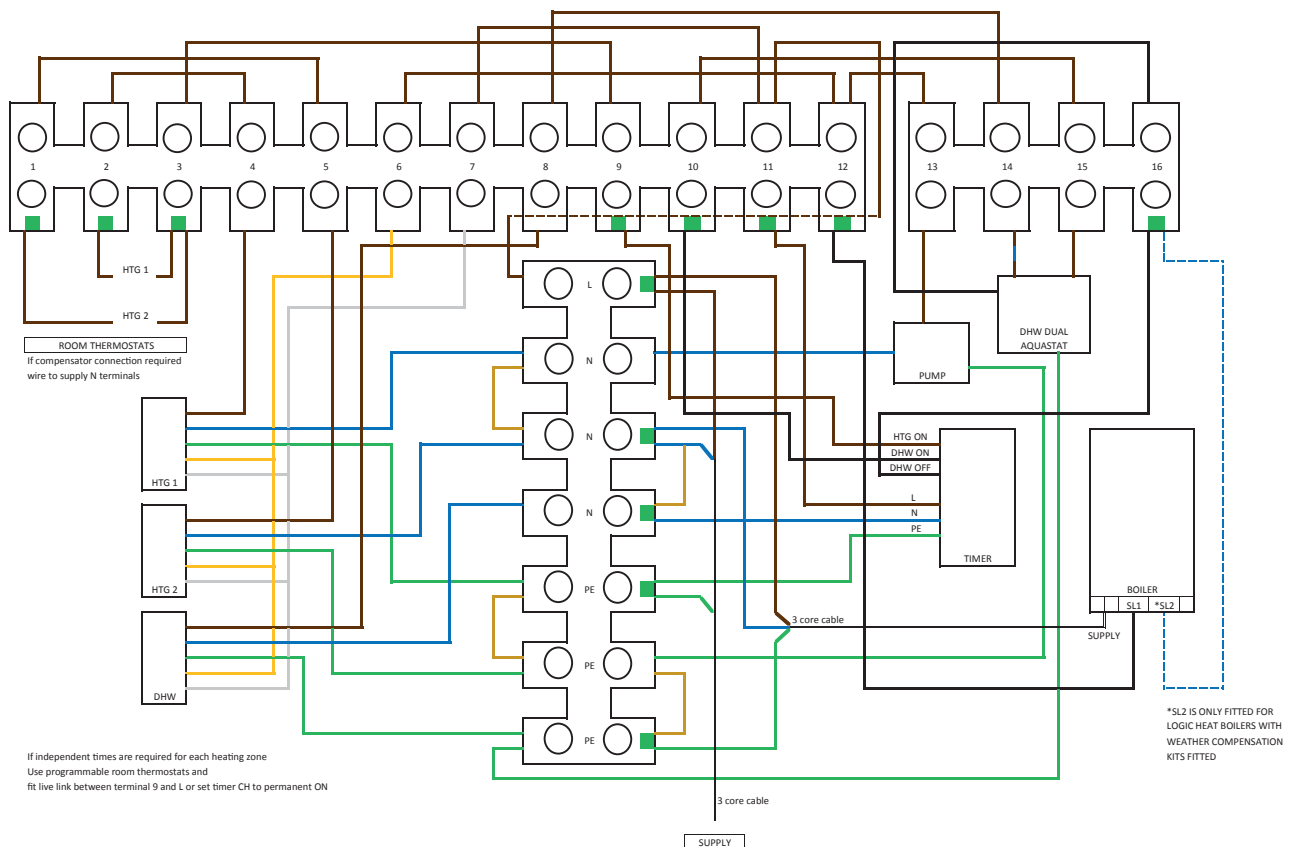 1 2 3 4 5 6 7 8 9 10 11 12 13 14 15 16
HTG 1
HTG 2
ROOM THERMOSTATS
If compensator connection required
wire to supply N terminals
L
N
N
N
PE
PE
PE
HTG 1
HTG 2
DHW
PUMP
DHW DUAL
AQUASTAT
HTG ON
DHW ON
DHW OFF
L
N
PE
TIMER
BOILER
SL1 *SL2
SUPPLY
3 core cable
*SL2 IS ONLY FITTED FOR
LOGIC HEAT BOILERS WITH
WEATHER COMPENSATION
KITS FITTED
If independent times are required for each heating zone
Use programmable room thermostats and
fit live link between terminal 9 and L or set timer CH to permanent ON
3 core cable
SUPPLY